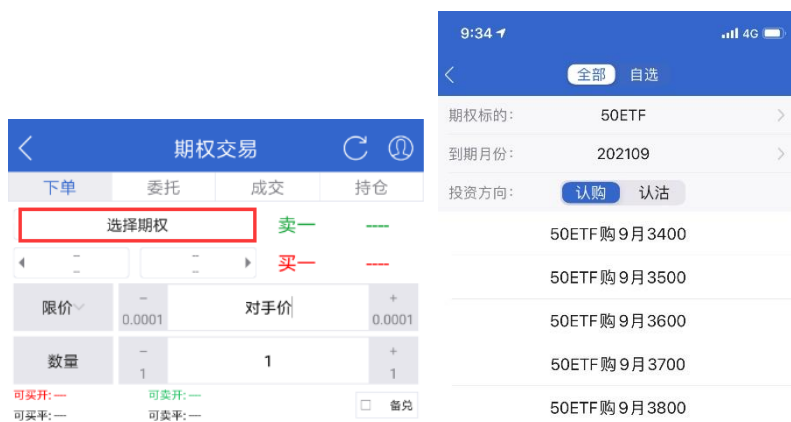 期权交易
下单 委托 成交 持仓
选择期权 卖一 ----
-- -- 买一 ----
限价 － 0.0001 对手价 + 0.0001
数量 － 1 1 + 1
可买开: --- 可卖开: ---
可买平: --- 可卖平: --- 备兑
9:34 4G
全部 自选
期权标的: 50ETF
到期月份: 202109
投资方向: 认购 认沽
50ETF购9月3400
50ETF购9月3500
50ETF购9月3600
50ETF购9月3700
50ETF购9月3800